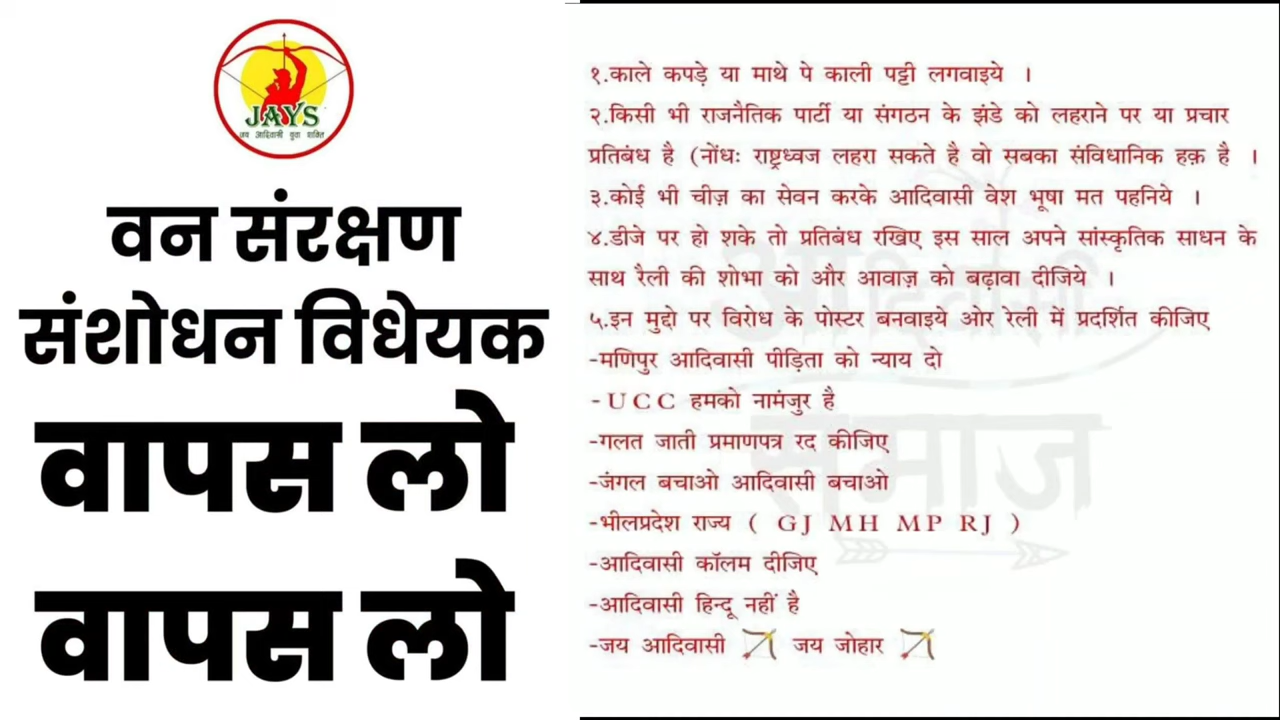 JAYS
जय आदिवासी युवा शक्ति
वन संरक्षण
संशोधन विधेयक
वापस लो
वापस लो
१.काले कपड़े या माथे पे काली पट्टी लगवाइये ।
२.किसी भी राजनैतिक पार्टी या संगठन के झंडे को लहराने पर या प्रचार
प्रतिबंध है (नोंधः राष्ट्रध्वज लहरा सकते है वो सबका संविधानिक हक़ है ।
३.कोई भी चीज़ का सेवन करके आदिवासी वेश भूषा मत पहनिये ।
४.डीजे पर हो शके तो प्रतिबंध रखिए इस साल अपने सांस्कृतिक साधन के
साथ रैली की शोभा को और आवाज़ को बढ़ावा दीजिये ।
५.इन मुद्दो पर विरोध के पोस्टर बनवाइये ओर रेली में प्रदर्शित कीजिए
-मणिपुर आदिवासी पीड़िता को न्याय दो
-UCC हमको नामंजुर है
-गलत जाती प्रमाणपत्र रद कीजिए
-जंगल बचाओ आदिवासी बचाओ
-भीलप्रदेश राज्य ( GJ MH MP RJ )
-आदिवासी कॉलम दीजिए
-आदिवासी हिन्दू नहीं है
-जय आदिवासी 🏹 जय जोहार 🏹
आदिवासी
समाज